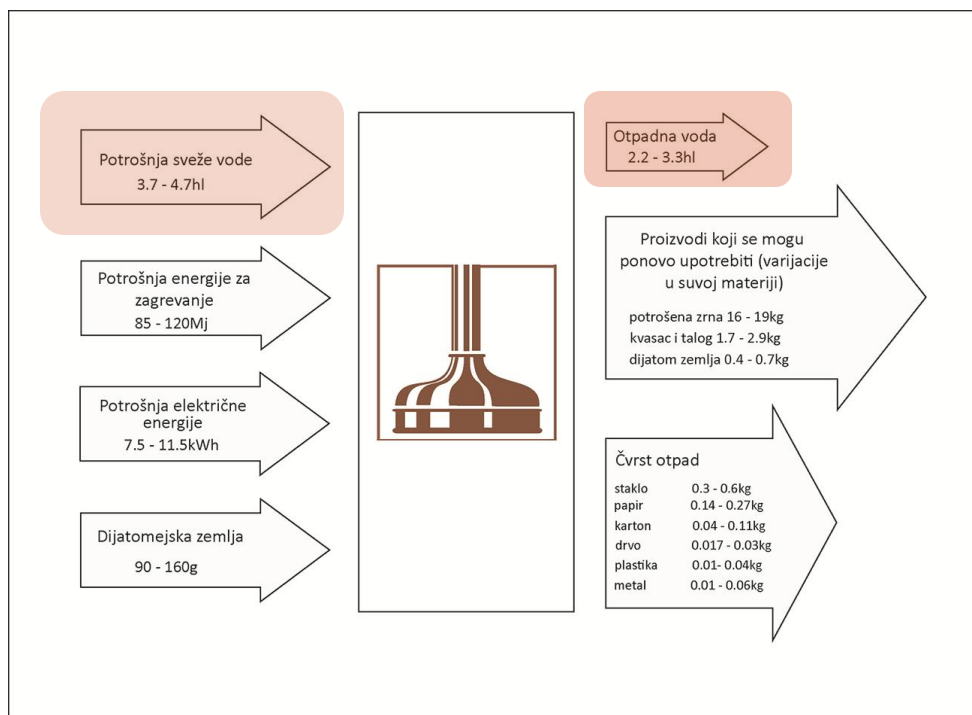 Potrošnja sveže vode
3.7 - 4.7hl
Potrošnja energije za
zagrevanje
85 - 120Mj
Potrošnja električne
energije
7.5 - 11.5kWh
Dijatomejska zemlja
90 - 160g
Otpadna voda
2.2 - 3.3hl
Proizvodi koji se mogu
ponovo upotrebiti (varijacije
u suvoj materiji)
potrošena zrna 16 - 19kg
kvasac i talog 1.7 - 2.9kg
dijatom zemlja 0.4 - 0.7kg
Čvrst otpad
staklo 0.3 - 0.6kg
papir 0.14 - 0.27kg
karton 0.04 - 0.11kg
drvo 0.017 - 0.03kg
plastika 0.01- 0.04kg
metal 0.01 - 0.06kg